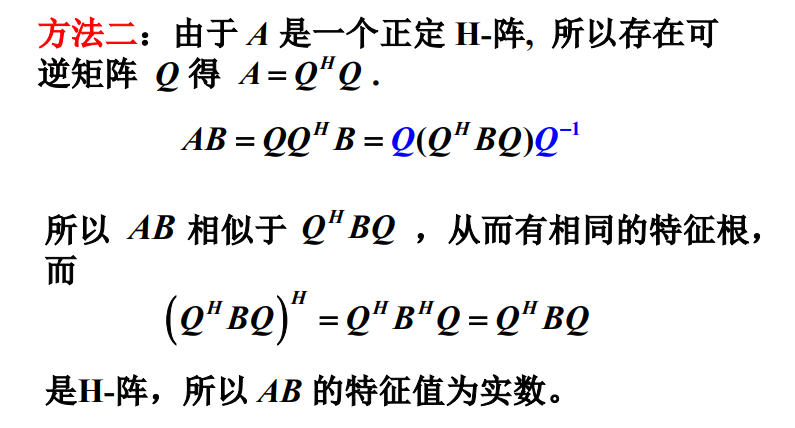 方法二：由于 A 是一个正定 H-阵, 所以存在可
逆矩阵 Q 得 A = Q^H Q .
AB = QQ^H B = Q(Q^H BQ)Q^{-1}
所以 AB 相似于 Q^H BQ ，从而有相同的特征根，
而
(Q^H BQ)^H = Q^H B^H Q = Q^H BQ
是H-阵，所以 AB 的特征值为实数。